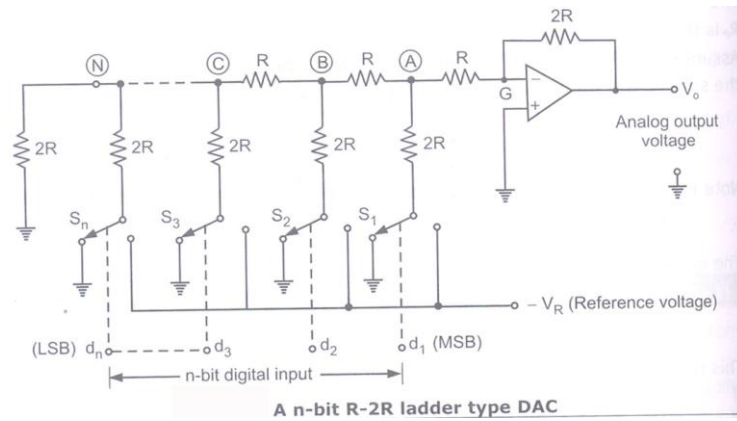 2R
N
C
R
B
R
A
R
G
−
+
Vo
Analog output
voltage
2R
2R
2R
2R
2R
Sn
S3
S2
S1
− VR (Reference voltage)
(LSB) dn
d3
d2
d1 (MSB)
n-bit digital input
A n-bit R-2R ladder type DAC